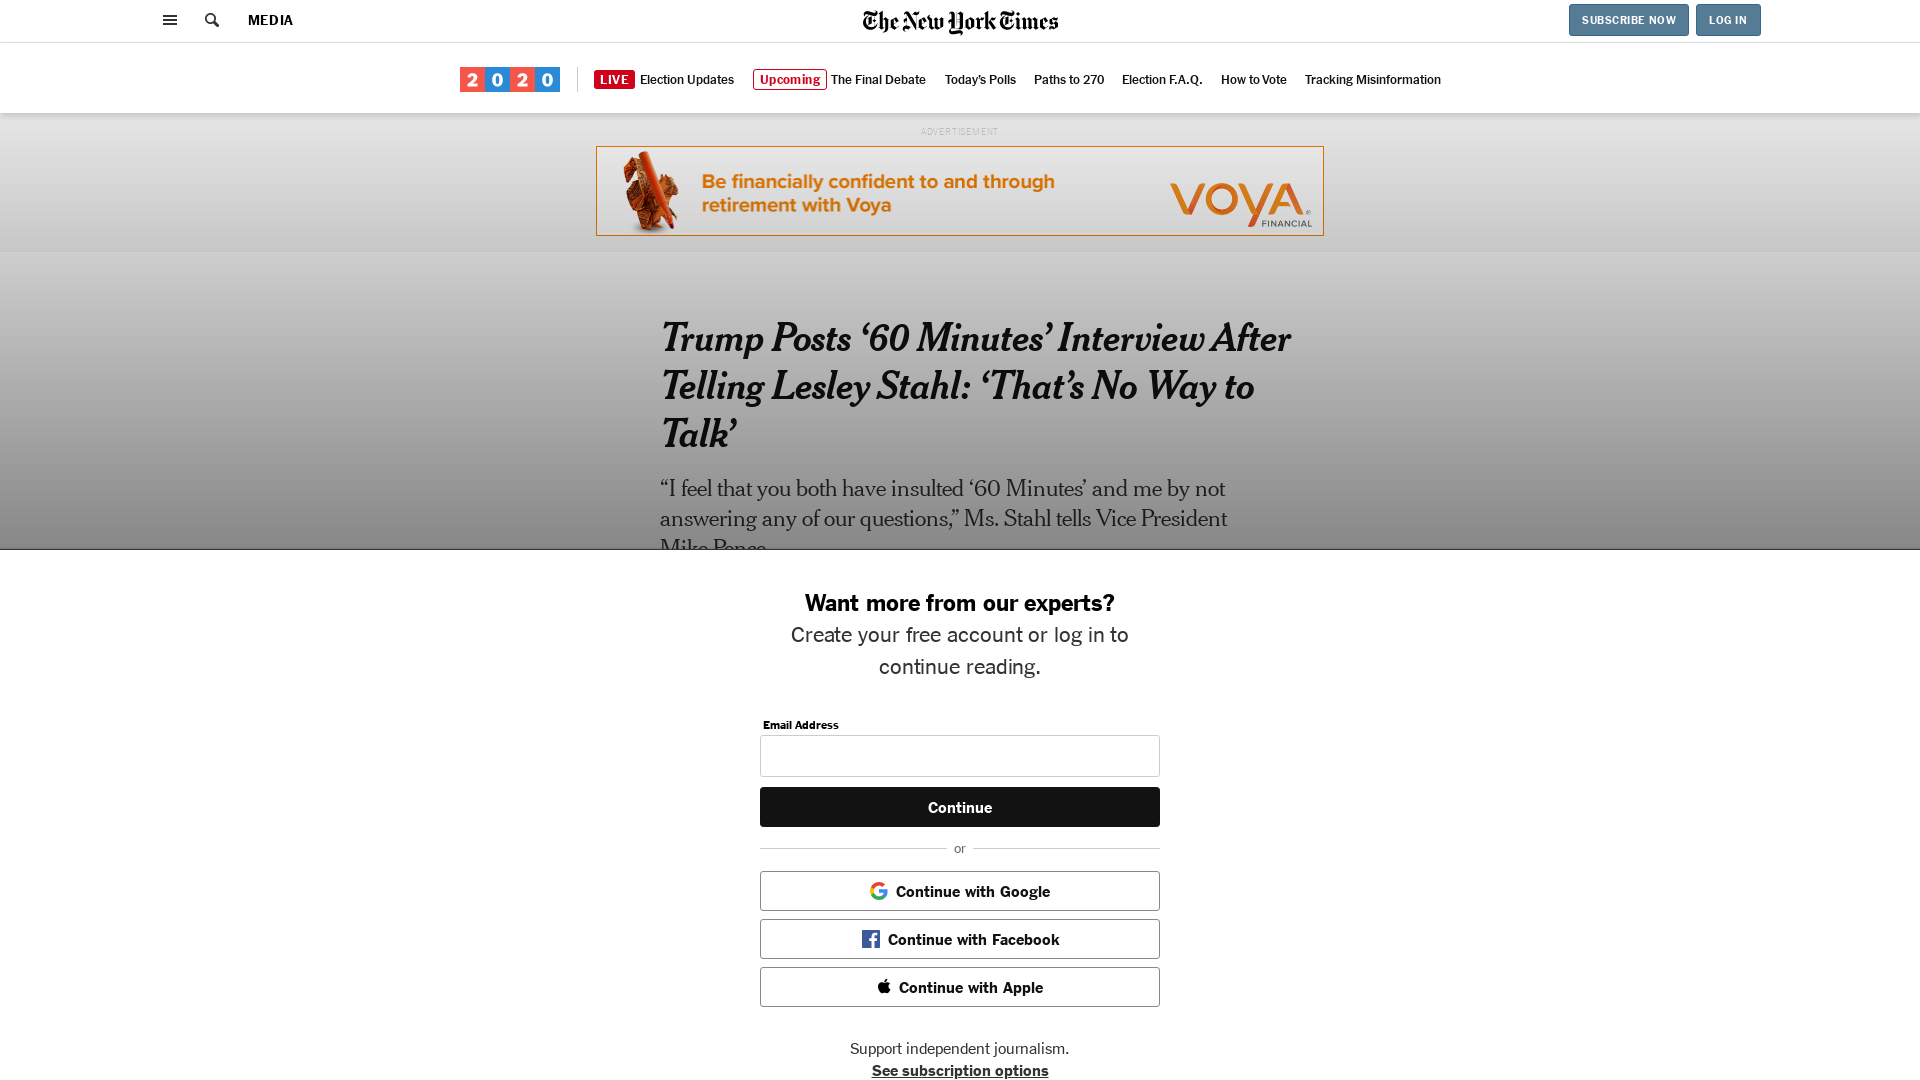 MEDIA
The New York Times
SUBSCRIBE NOW
LOG IN
2020
LIVE Election Updates
Upcoming The Final Debate
Today's Polls
Paths to 270
Election F.A.Q.
How to Vote
Tracking Misinformation
ADVERTISEMENT
Be financially confident to and through
retirement with Voya
VOYA®
FINANCIAL
Trump Posts ‘60 Minutes’ Interview After
Telling Lesley Stahl: ‘That’s No Way to
Talk’
“I feel that you both have insulted ‘60 Minutes’ and me by not
answering any of our questions,” Ms. Stahl tells Vice President
Mike Pence
Want more from our experts?
Create your free account or log in to
continue reading.
Email Address
Continue
or
Continue with Google
Continue with Facebook
Continue with Apple
Support independent journalism.
See subscription options